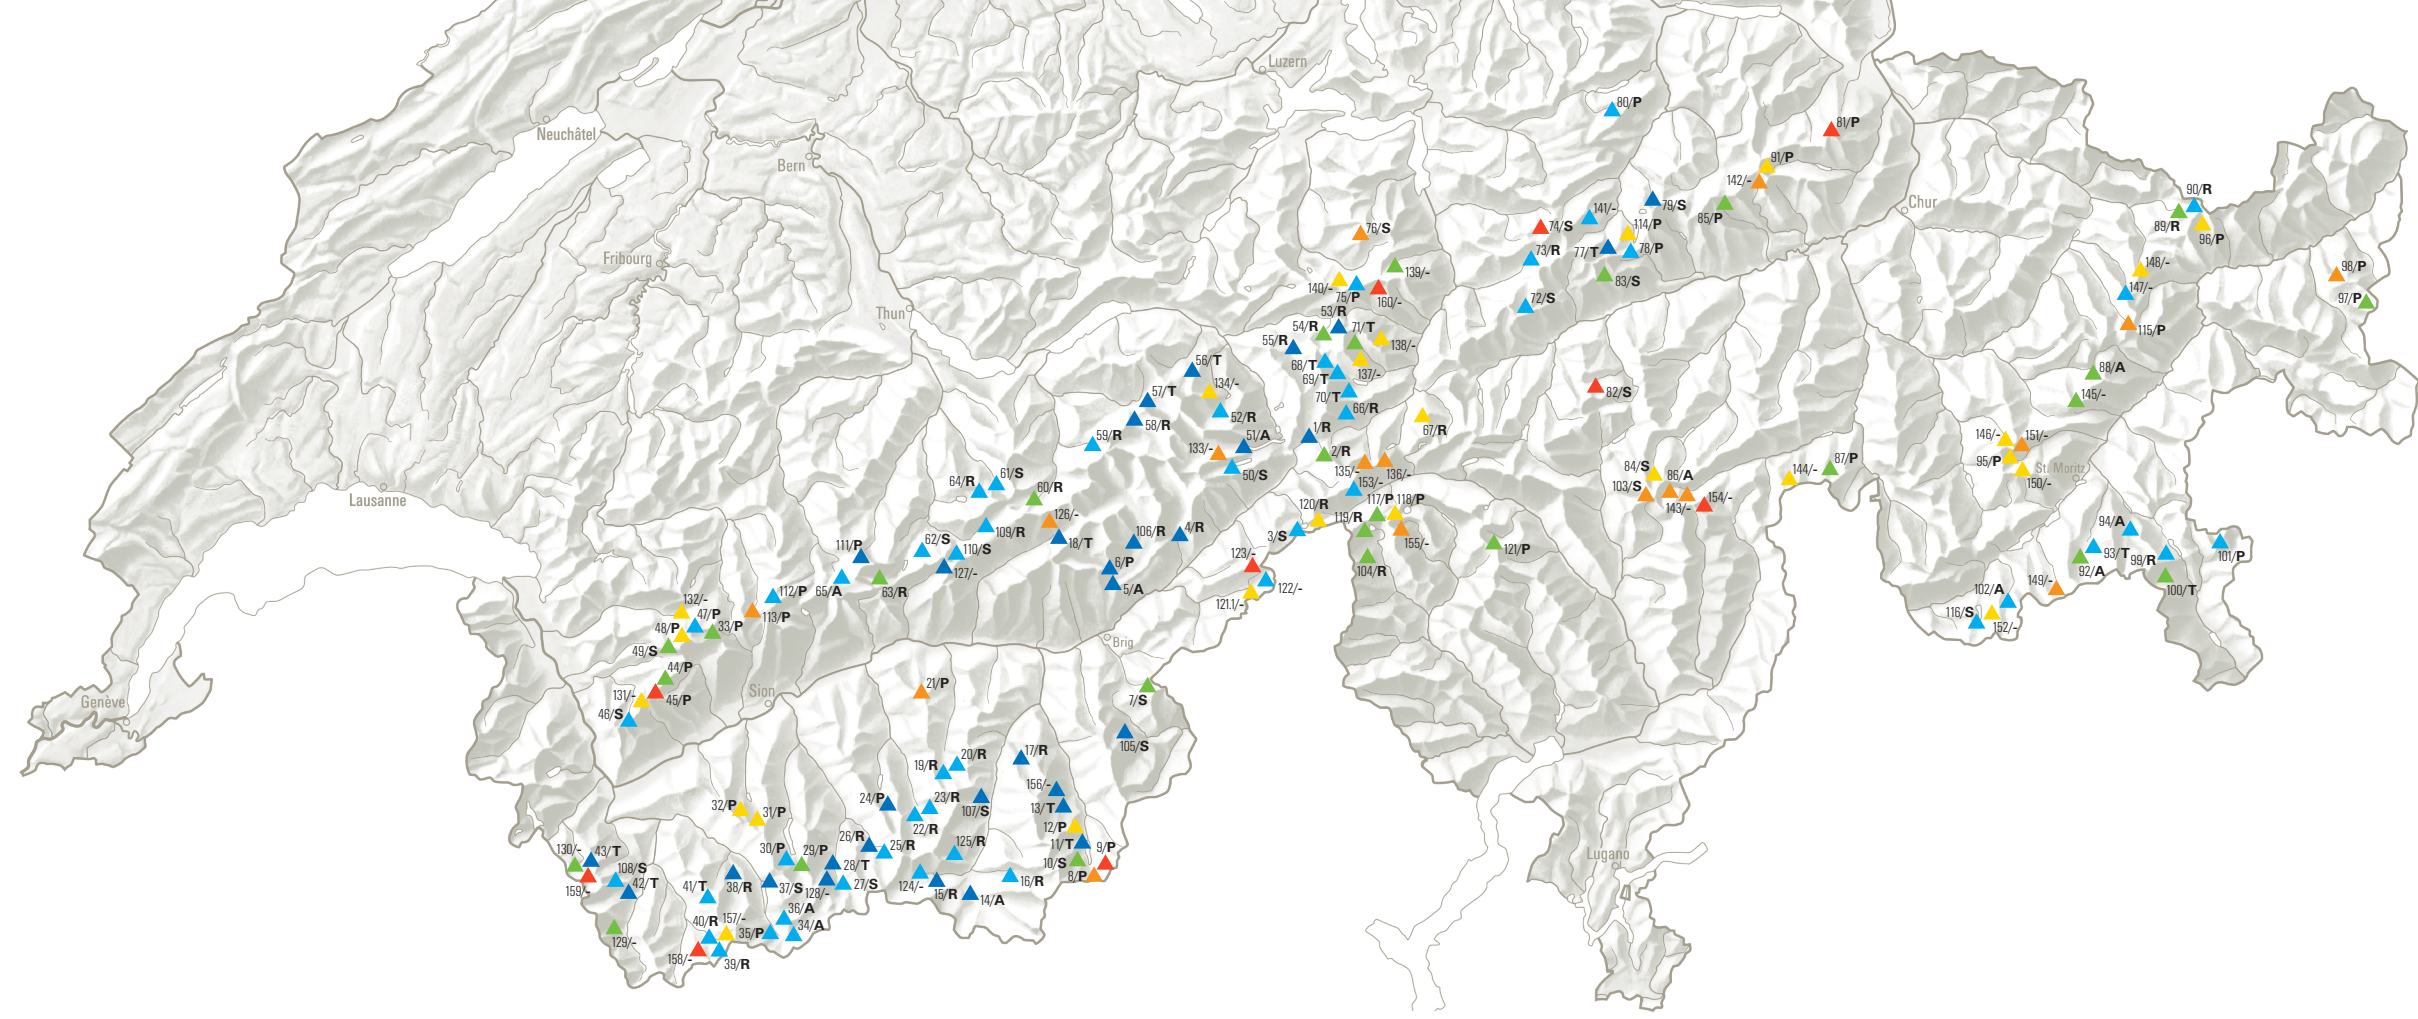 Luzern
80/P
81/P
Neuchâtel
Bern
91/P
142/-
90/R
79/S
Chur
141/-
85/P
89/R
76/S
74/S
114/P
96/P
73/R
77/T
78/P
Fribourg
139/-
148/-
98/P
140/-
75/P
160/-
83/S
147/-
97/P
72/S
Thun
53/R
54/R
71/T
115/P
55/R
138/-
56/T
68/T
137/-
88/A
69/T
134/-
57/T
70/T
82/S
145/-
52/R
66/R
58/R
67/R
59/R
51/A
1/R
146/-
151/-
133/-
2/R
95/P
87/P
61/S
50/S
135/-
136/-
84/S
86/A
144/-
St. Moritz
64/R
153/-
103/S
150/-
60/R
Lausanne
117/P
118/P
143/-
154/-
120/R
119/R
126/-
94/A
109/R
106/R
4/R
3/S
62/S
110/S
18/T
155/-
121/P
93/T
99/R
101/P
111/P
123/-
6/P
104/R
92/A
127/-
65/A
63/R
5/A
122/-
149/-
100/T
112/P
102/A
121.1/-
132/-
47/P
113/P
116/S
152/-
48/P
33/P
Brig
49/S
44/P
21/P
Sion
131/-
45/P
7/S
Genève
46/S
105/S
17/R
20/R
19/R
156/-
24/P
23/R
32/P
31/P
107/S
13/T
22/R
12/P
26/R
125/R
11/T
130/-
43/T
30/P
29/P
25/R
9/P
Lugano
108/S
28/T
10/S
159/-
42/T
41/T
38/R
37/S
128/-
27/S
124/-
15/R
16/R
8/P
14/A
36/A
40/R
157/-
35/P
34/A
129/-
158/-
39/R